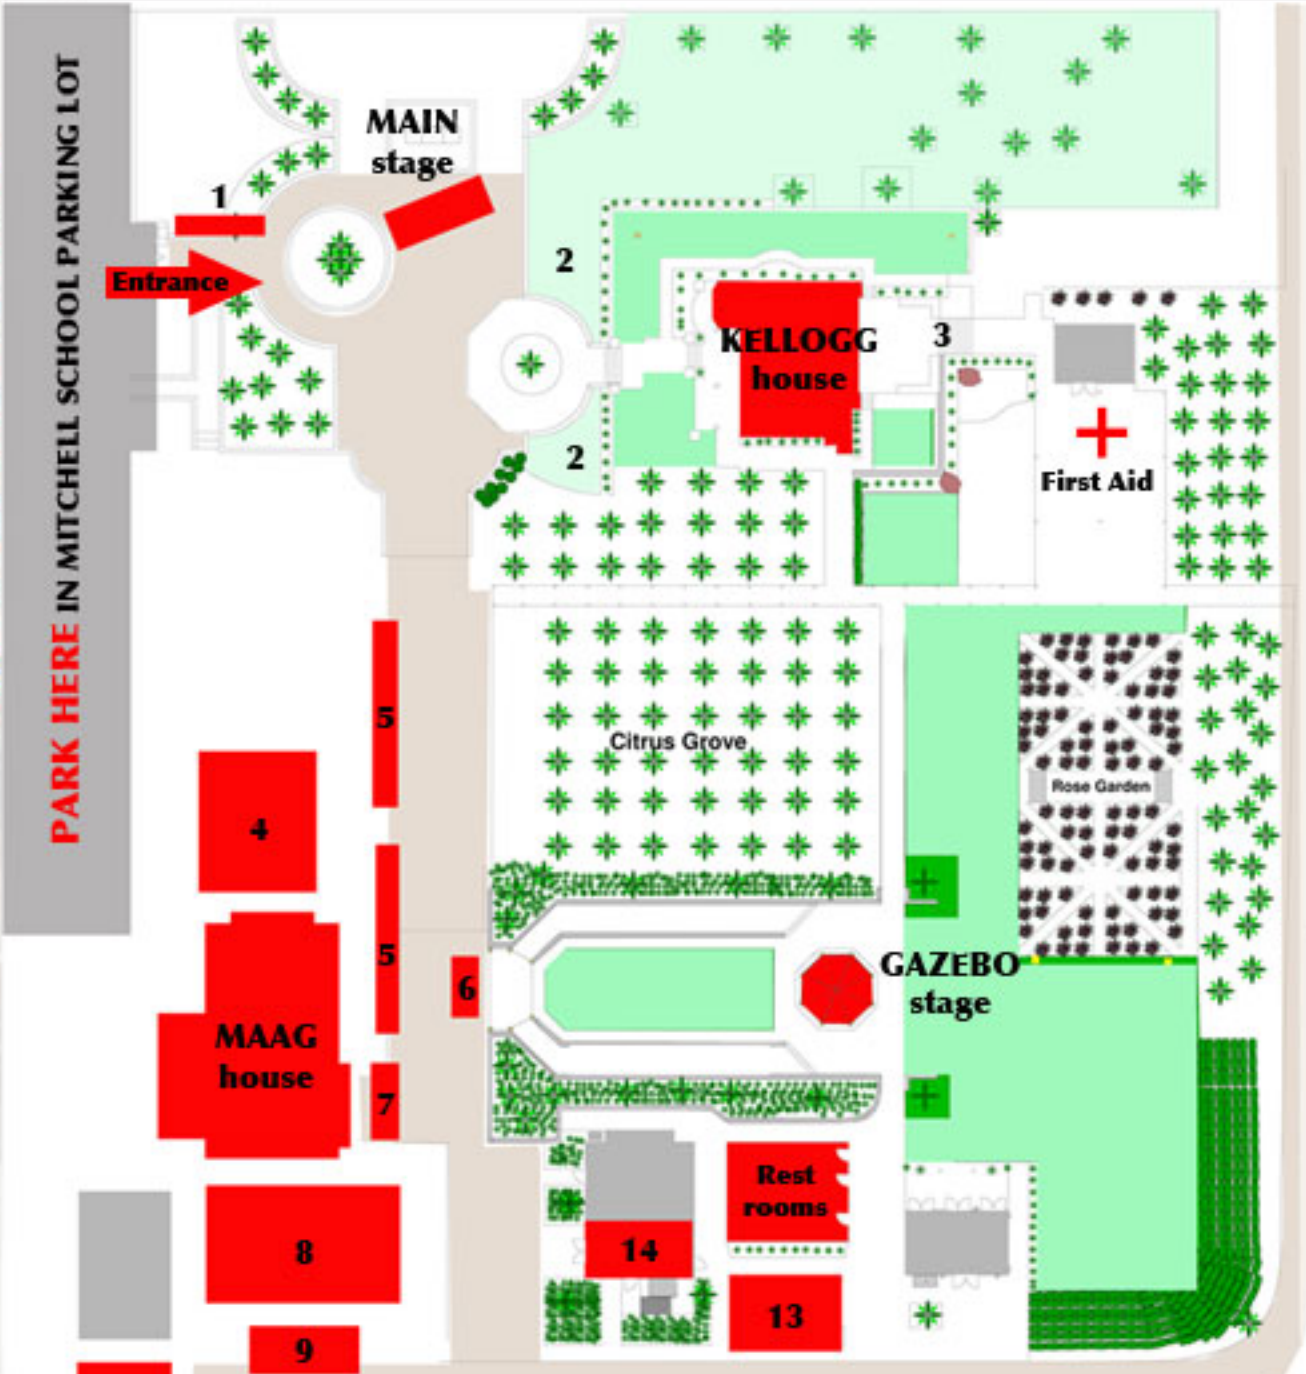 PARK HERE IN MITCHELL SCHOOL PARKING LOT
MAIN
stage
1
Entrance
2
KELLOGG
house
3
2
First Aid
5
Citrus Grove
Rose Garden
4
5
6
GAZEBO
stage
MAAG
house
7
Rest
rooms
8
14
13
9